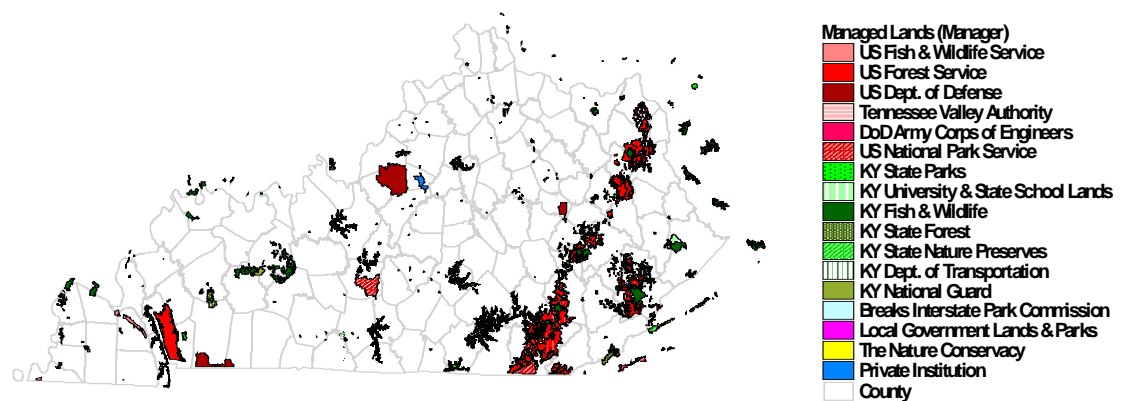 Managed Lands (Manager)
US Fish & Wildlife Service
US Forest Service
US Dept. of Defense
Tennessee Valley Authority
DoD Army Corps of Engineers
US National Park Service
KY State Parks
KY University & State School Lands
KY Fish & Wildlife
KY State Forest
KY State Nature Preserves
KY Dept. of Transportation
KY National Guard
Breaks Interstate Park Commission
Local Government Lands & Parks
The Nature Conservacy
Private Institution
County